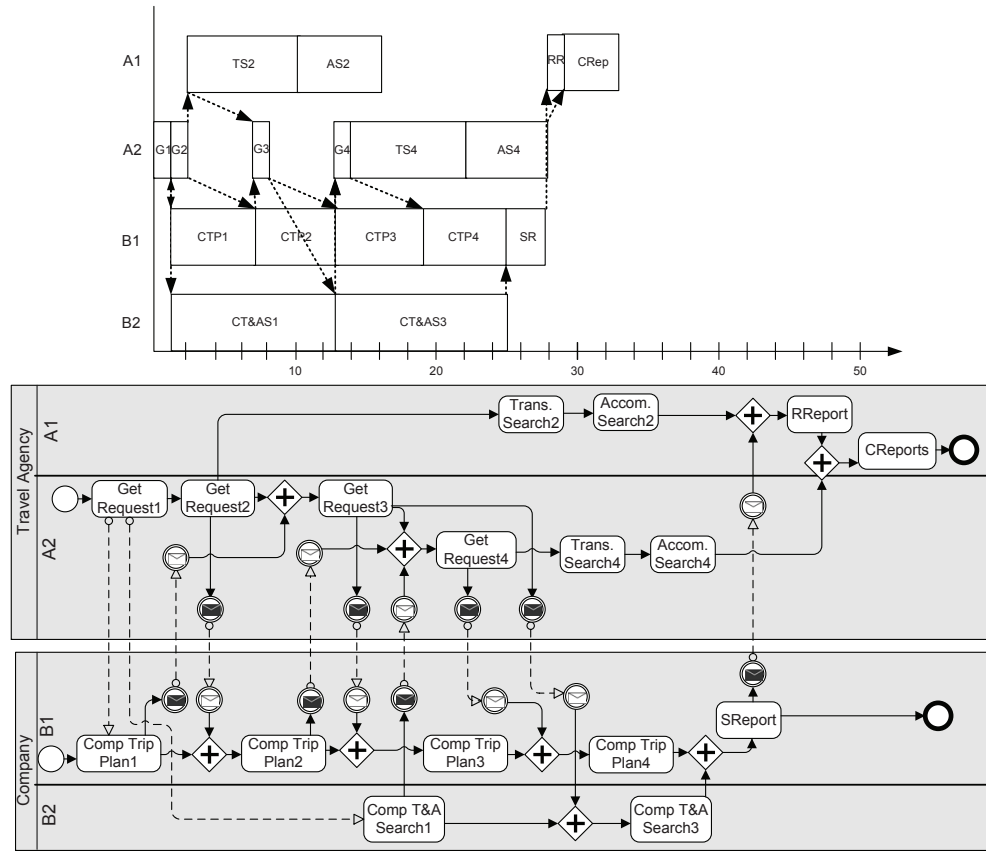 A1
TS2
AS2
RR
CRep
A2
G1
G2
G3
G4
TS4
AS4
B1
CTP1
CTP2
CTP3
CTP4
SR
B2
CT&AS1
CT&AS3
10
20
30
40
50
Travel Agency
A1
Trans.
Search2
Accom.
Search2
RReport
CReports
A2
Get
Request1
Get
Request2
Get
Request3
Get
Request4
Trans.
Search4
Accom.
Search4
Company
B1
Comp Trip
Plan1
Comp Trip
Plan2
Comp Trip
Plan3
Comp Trip
Plan4
SReport
B2
Comp T&A
Search1
Comp T&A
Search3